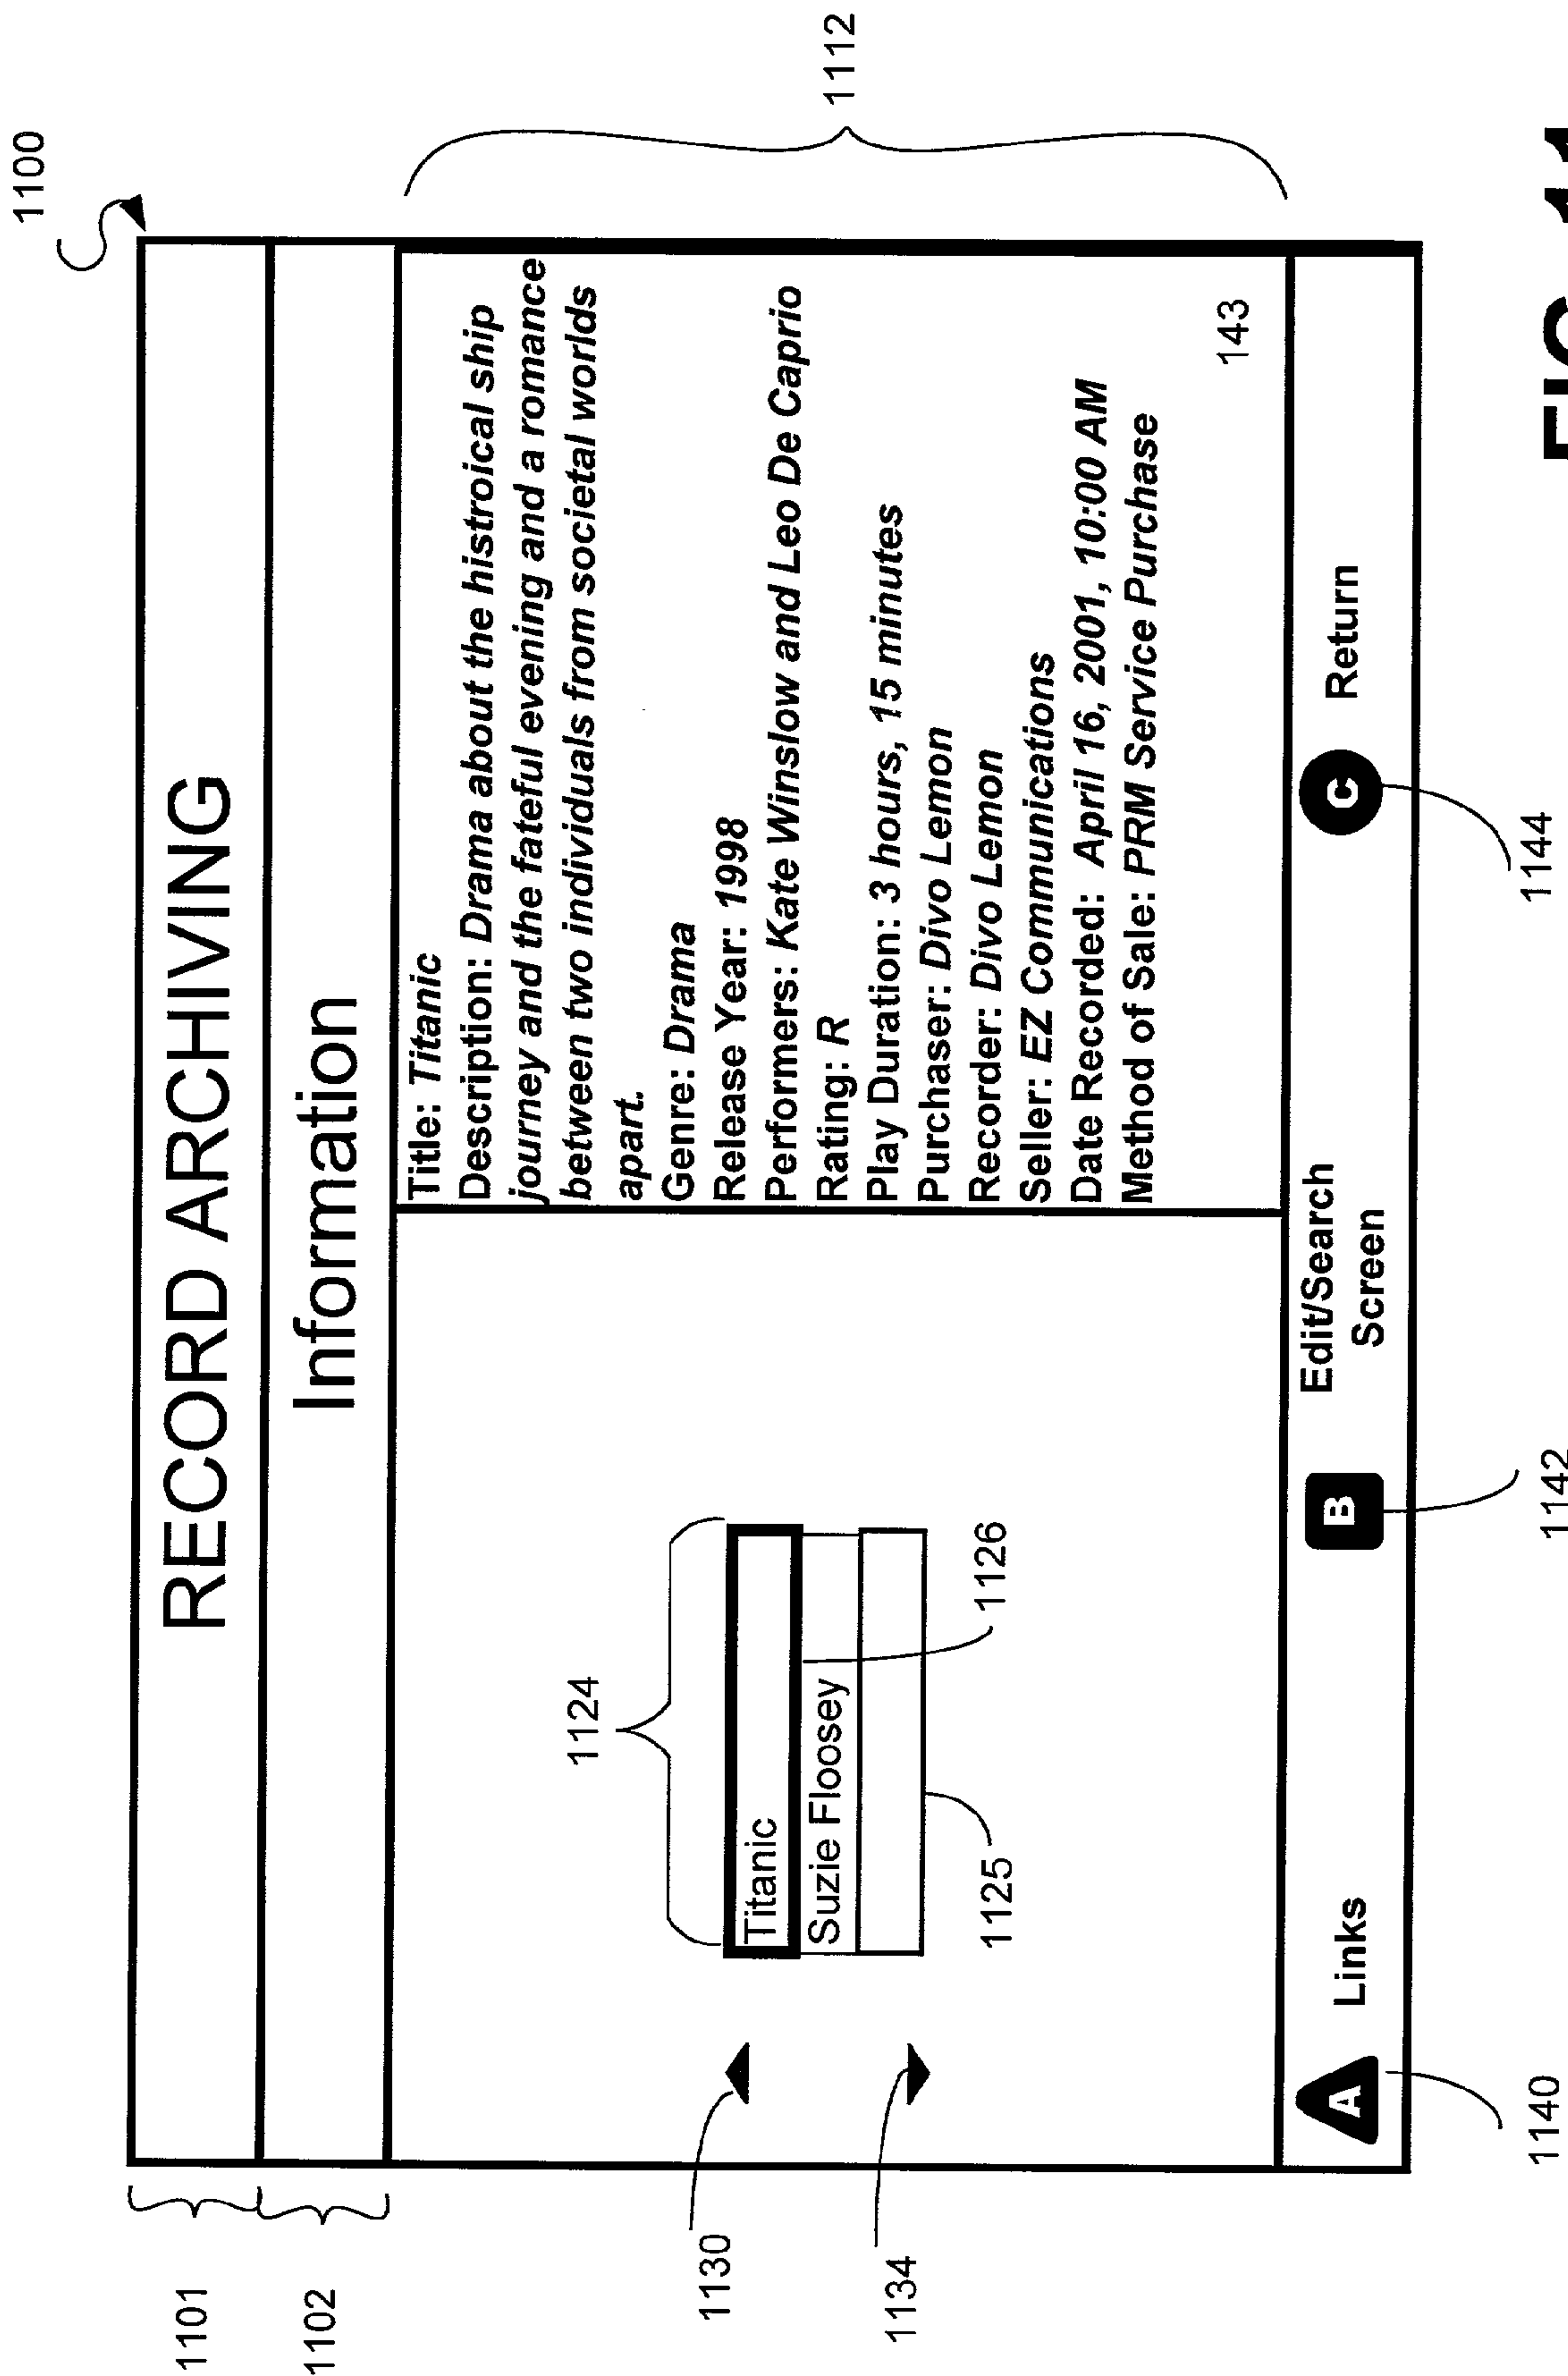 1100
1101
RECORD ARCHIVING
1102
Information
1112
Title: Titanic
Description: Drama about the histroical ship
journey and the fateful evening and a romance
between two individuals from societal worlds
apart.
Genre: Drama
Release Year: 1998
Performers: Kate Winslow and Leo De Caprio
Rating: R
Play Duration: 3 hours, 15 minutes
Purchaser: Divo Lemon
Recorder: Divo Lemon
Seller: EZ Communications
Date Recorded: April 16, 2001, 10:00 AM
Method of Sale: PRM Service Purchase
143
1124
1130
Titanic
Suzie Floosey
1134
1125
1126
A Links
B Edit/Search
Screen
C Return
1140
1142
1144
FIG. 11